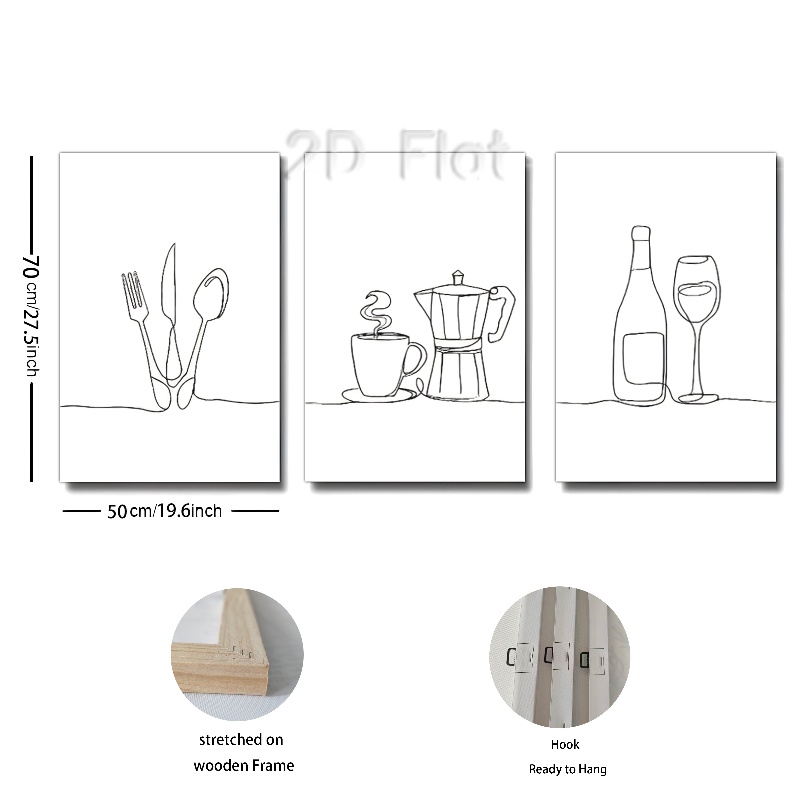 2D Flat
70 cm/27.5inch
50cm/19.6inch
stretched on
wooden Frame
Hook
Ready to Hang